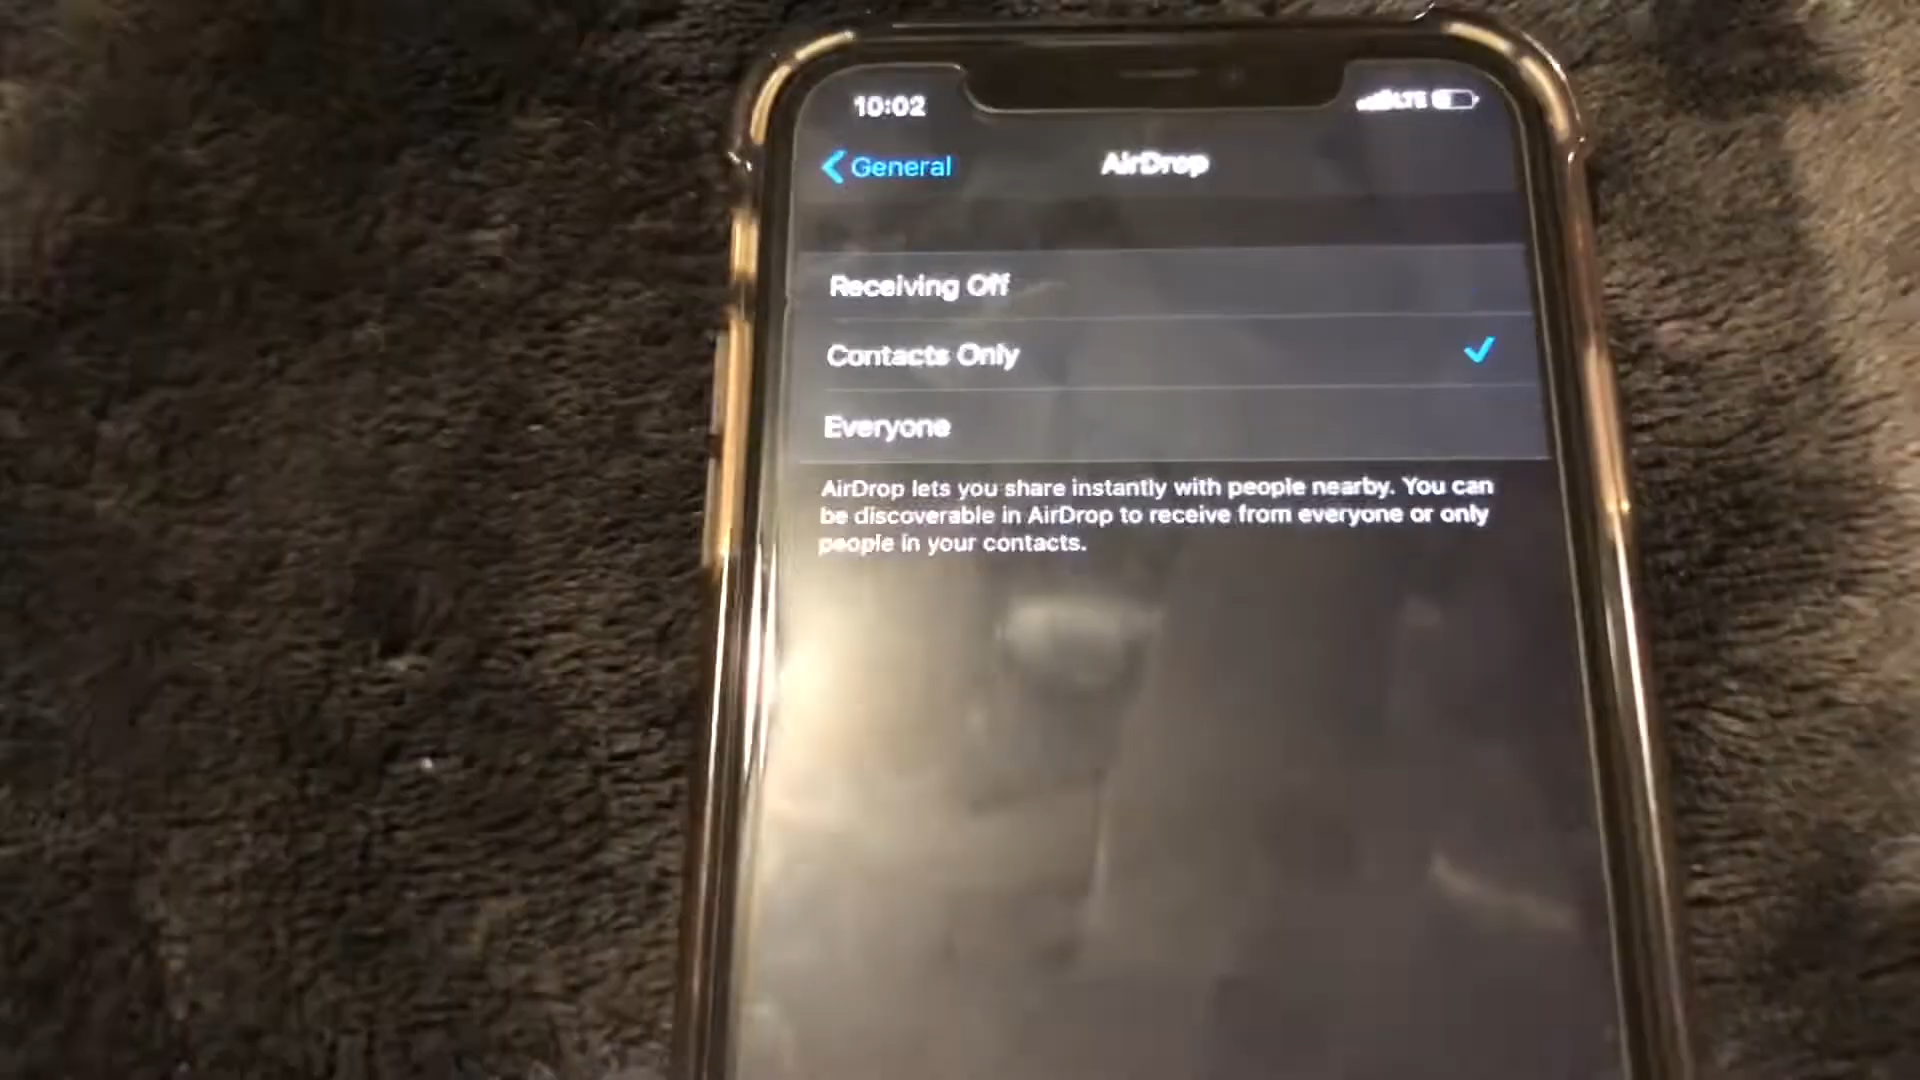 10:02
LTE
General
AirDrop
Receiving Off
Contacts Only
Everyone
AirDrop lets you share instantly with people nearby. You can
be discoverable in AirDrop to receive from everyone or only
people in your contacts.